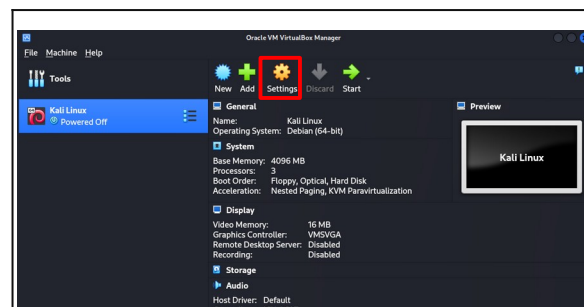 Oracle VM VirtualBox Manager
File Machine Help
Tools
New Add Settings Discard Start
Kali Linux
Powered Off
General
Name: Kali Linux
Operating System: Debian (64-bit)
System
Base Memory: 4096 MB
Processors: 3
Boot Order: Floppy, Optical, Hard Disk
Acceleration: Nested Paging, KVM Paravirtualization
Display
Video Memory: 16 MB
Graphics Controller: VMSVGA
Remote Desktop Server: Disabled
Recording: Disabled
Storage
Audio
Host Driver: Default
Preview
Kali Linux